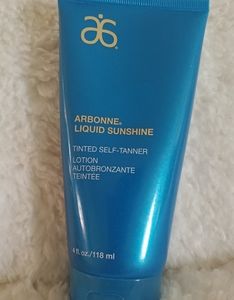 ARBONNE®
LIQUID SUNSHINE
TINTED SELF-TANNER
LOTION
AUTOBRONZANTE
TEINTÉE
4 fl. oz./118 ml